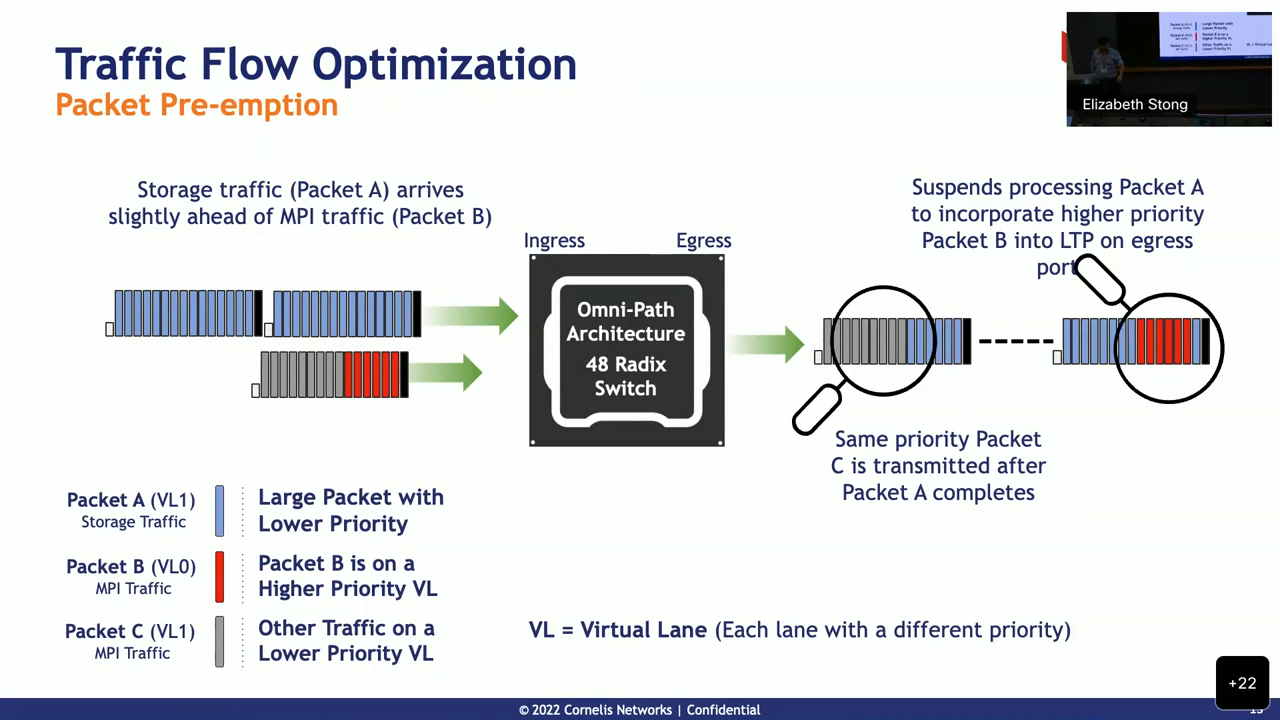 Traffic Flow Optimization
Packet Pre-emption
Elizabeth Stong
Storage traffic (Packet A) arrives
slightly ahead of MPI traffic (Packet B)
Suspends processing Packet A
to incorporate higher priority
Packet B into LTP on egress
port
Ingress
Egress
Omni-Path
Architecture
48 Radix
Switch
Same priority Packet
C is transmitted after
Packet A completes
Packet A (VL1)
Storage Traffic
Large Packet with
Lower Priority
Packet B (VL0)
MPI Traffic
Packet B is on a
Higher Priority VL
Packet C (VL1)
MPI Traffic
Other Traffic on a
Lower Priority VL
VL = Virtual Lane (Each lane with a different priority)
+22
© 2022 Cornelis Networks | Confidential